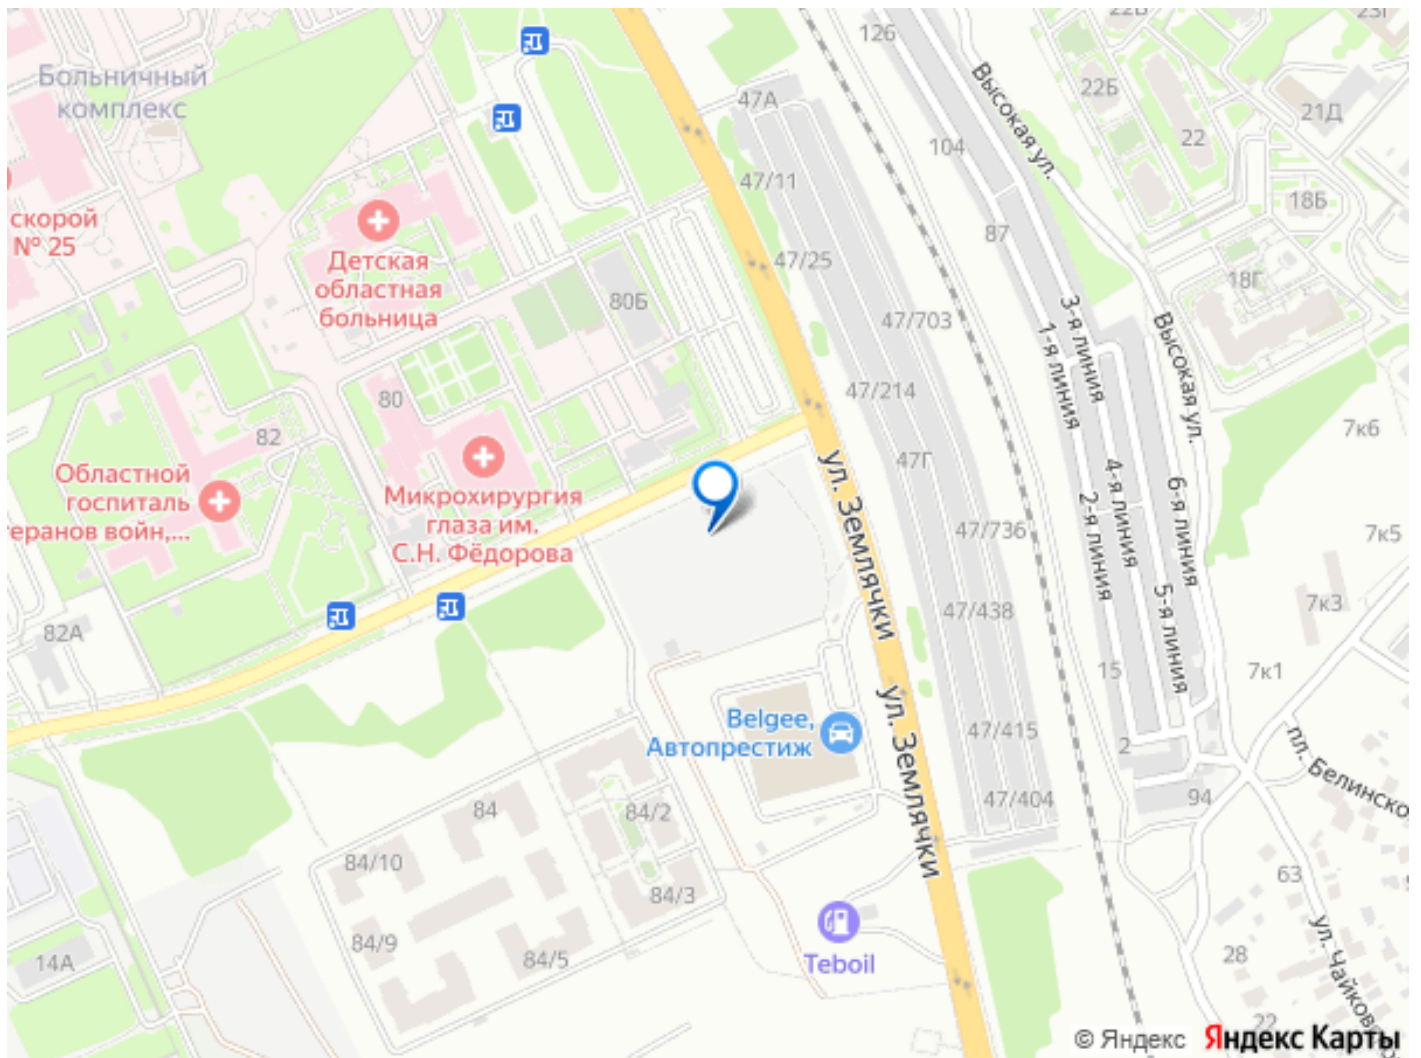 Больничный
комплекс
скорой
№ 25
Детская
областная
больница
80Б
80
82
Областной
госпиталь
теранов войн,...
Микрохирургия
глаза им.
С.Н. Фёдорова
82А
47А
47/11
47/25
47/703
47/214
47Г
47/736
47/438
47/415
47/404
ул. Землячки
ул. Землячки
126
104
87
15
2
94
Высокая ул.
Высокая ул.
1-я линия
2-я линия
3-я линия
4-я линия
5-я линия
6-я линия
22Б
22Б
22
23Г
21Д
18Б
18Г
7к6
7к5
7к3
7к1
пл. Белинско
ул. Чайков
63
28
22
Belgee,
Автопрестиж
84
84/2
84/3
84/10
84/9
84/5
14А
Teboil
© Яндекс Яндекс Карты